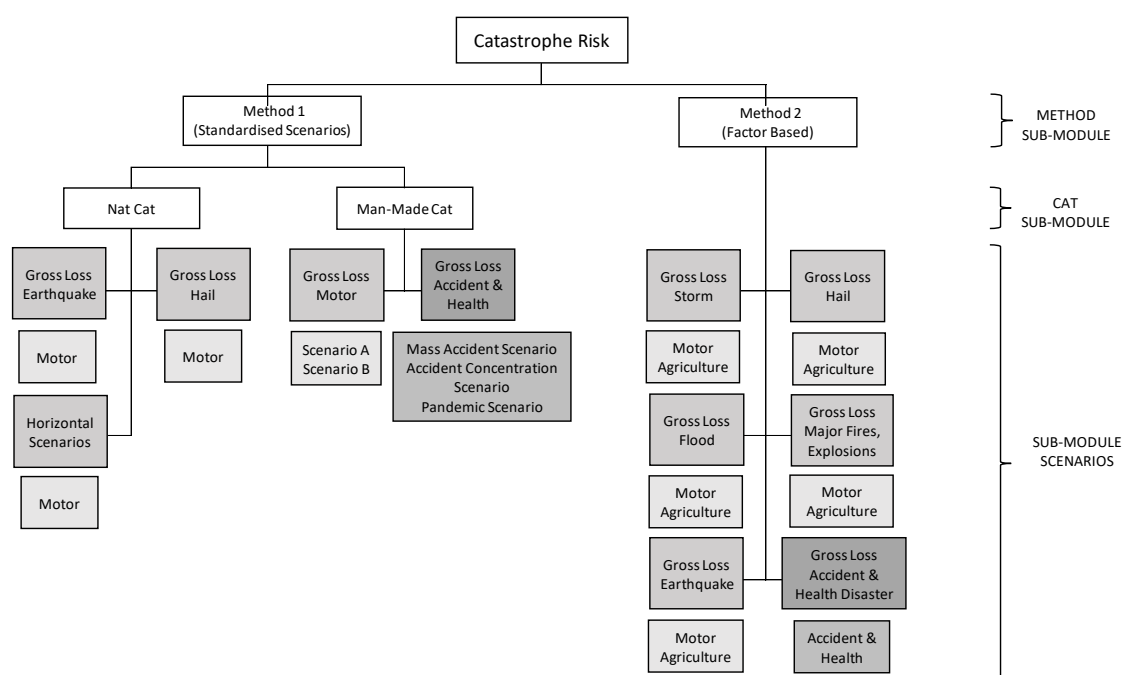 Catastrophe Risk
Method 1
(Standardised Scenarios)
Method 2
(Factor Based)
METHOD
SUB-MODULE
Nat Cat
Man-Made Cat
CAT
SUB-MODULE
Gross Loss
Earthquake
Gross Loss
Hail
Gross Loss
Motor
Gross Loss
Accident &
Health
Gross Loss
Storm
Gross Loss
Hail
Motor
Motor
Scenario A
Scenario B
Mass Accident Scenario
Accident Concentration
Scenario
Pandemic Scenario
Motor
Agriculture
Motor
Agriculture
Horizontal
Scenarios
Gross Loss
Flood
Gross Loss
Major Fires,
Explosions
SUB-MODULE
SCENARIOS
Motor
Motor
Agriculture
Motor
Agriculture
Gross Loss
Earthquake
Gross Loss
Accident &
Health Disaster
Motor
Agriculture
Accident &
Health